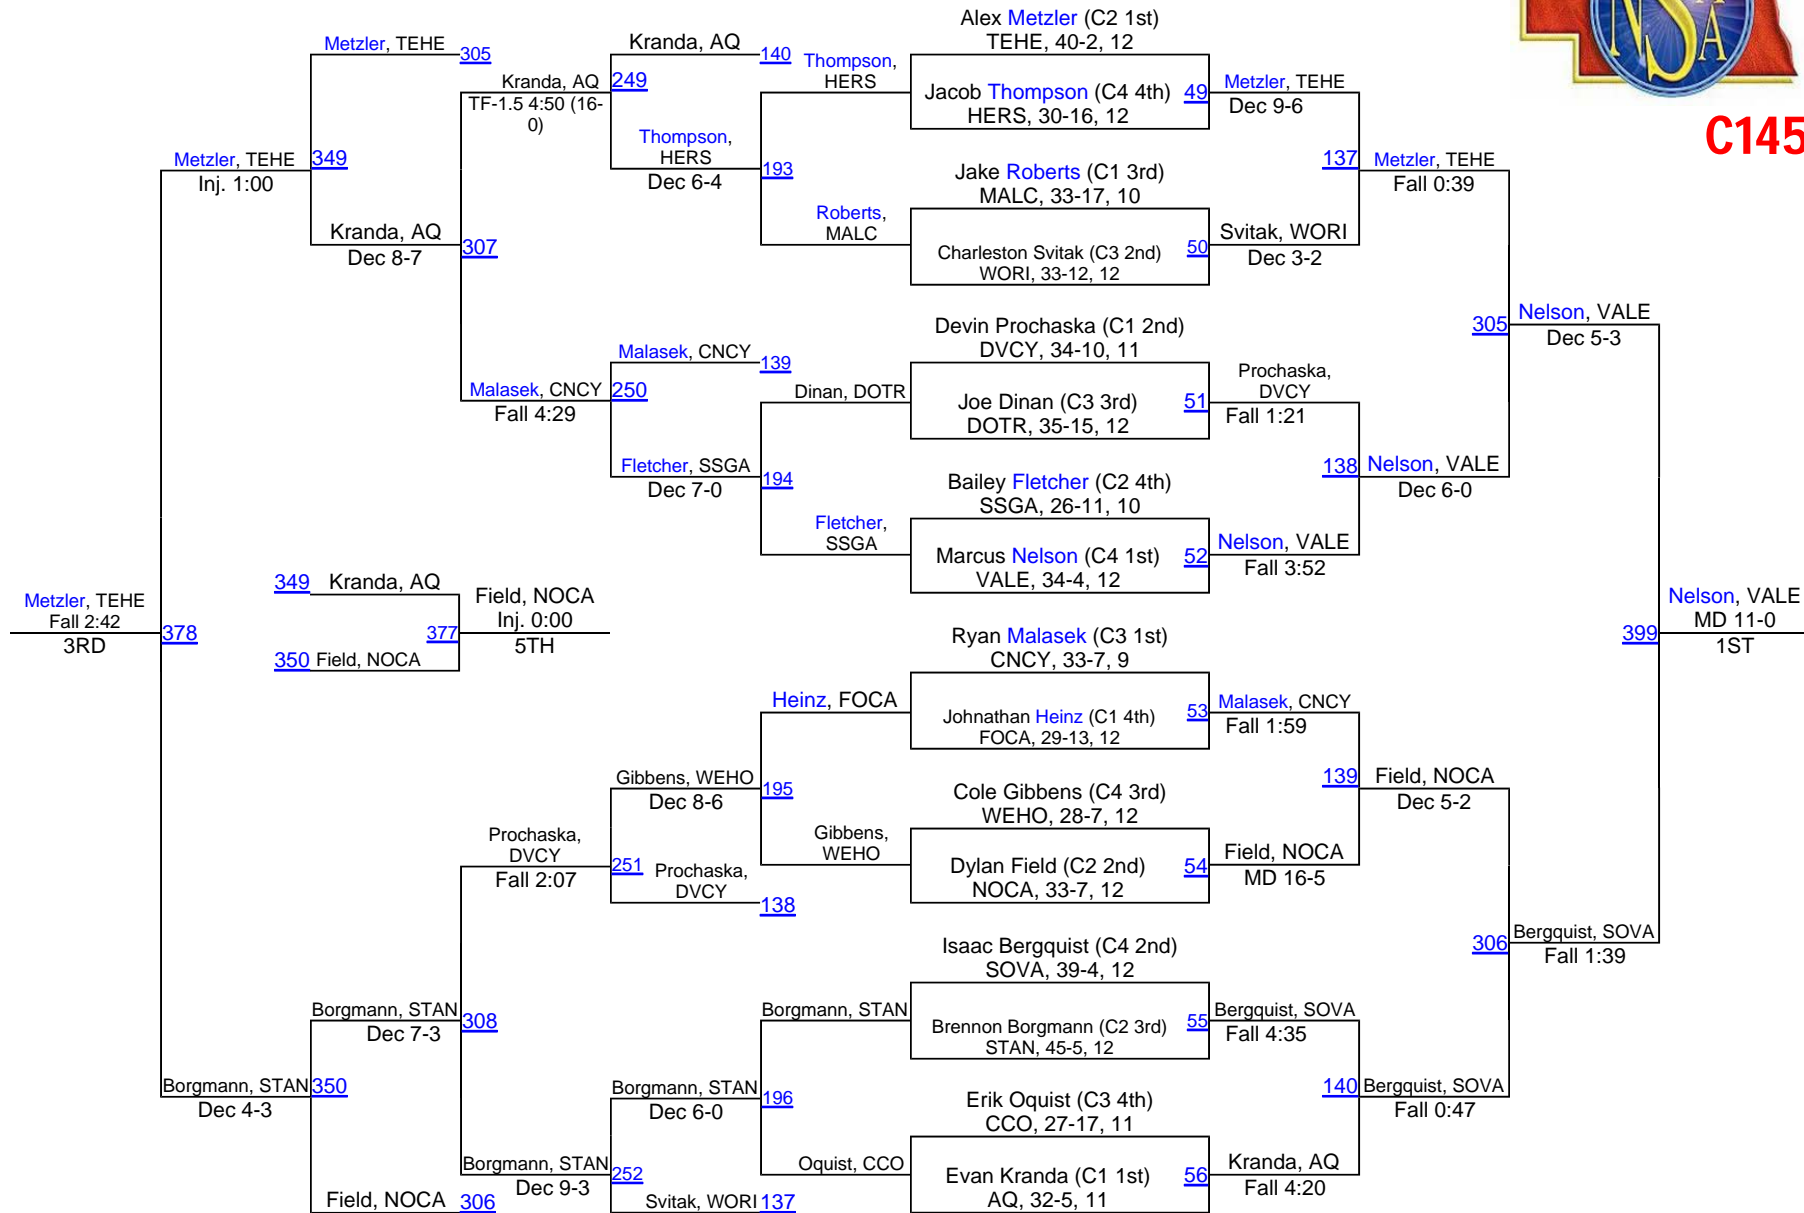 NSAA
C145
Alex Metzler (C2 1st)
TEHE, 40-2, 12
Metzler, TEHE
305
Kranda, AQ
140
Thompson,
HERS
Kranda, AQ
249
TF-1.5 4:50 (16-
0)
Jacob Thompson (C4 4th)
HERS, 30-16, 12
49
Metzler, TEHE
Dec 9-6
Thompson,
HERS
Dec 6-4
193
Metzler, TEHE
349
Inj. 1:00
Jake Roberts (C1 3rd)
MALC, 33-17, 10
137
Metzler, TEHE
Fall 0:39
Roberts,
MALC
Kranda, AQ
Dec 8-7
307
Charleston Svitak (C3 2nd)
WORI, 33-12, 12
50
Svitak, WORI
Dec 3-2
Devin Prochaska (C1 2nd)
DVCY, 34-10, 11
305
Nelson, VALE
Dec 5-3
Malasek, CNCY
139
Malasek, CNCY
250
Fall 4:29
Dinan, DOTR
Joe Dinan (C3 3rd)
DOTR, 35-15, 12
51
Prochaska,
DVCY
Fall 1:21
Fletcher, SSGA
Dec 7-0
194
Bailey Fletcher (C2 4th)
SSGA, 26-11, 10
138
Nelson, VALE
Dec 6-0
Fletcher,
SSGA
Marcus Nelson (C4 1st)
VALE, 34-4, 12
52
Nelson, VALE
Fall 3:52
349
Kranda, AQ
Metzler, TEHE
Fall 2:42
3RD
378
377
Field, NOCA
Inj. 0:00
5TH
350
Field, NOCA
399
Nelson, VALE
MD 11-0
1ST
Ryan Malasek (C3 1st)
CNCY, 33-7, 9
Heinz, FOCA
Johnathan Heinz (C1 4th)
FOCA, 29-13, 12
53
Malasek, CNCY
Fall 1:59
Gibbens, WEHO
Dec 8-6
195
Cole Gibbens (C4 3rd)
WEHO, 28-7, 12
139
Field, NOCA
Dec 5-2
Prochaska,
DVCY
Fall 2:07
251
Gibbens,
WEHO
Prochaska,
DVCY
138
Dylan Field (C2 2nd)
NOCA, 33-7, 12
54
Field, NOCA
MD 16-5
Isaac Bergquist (C4 2nd)
SOVA, 39-4, 12
306
Bergquist, SOVA
Fall 1:39
Borgmann, STAN
Dec 7-3
308
Borgmann, STAN
Brennon Borgmann (C2 3rd)
STAN, 45-5, 12
55
Bergquist, SOVA
Fall 4:35
Borgmann, STAN
350
Dec 4-3
Borgmann, STAN
Dec 6-0
196
Erik Oquist (C3 4th)
CCO, 27-17, 11
140
Bergquist, SOVA
Fall 0:47
Borgmann, STAN
Dec 9-3
252
Oquist, CCO
Evan Kranda (C1 1st)
AQ, 32-5, 11
56
Kranda, AQ
Fall 4:20
Field, NOCA
306
Svitak, WORI
137